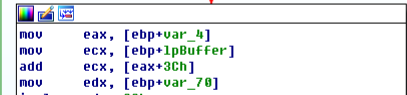 mov eax, [ebp+var_4]
mov ecx, [ebp+lpBuffer]
add ecx, [eax+3Ch]
mov edx, [ebp+var_70]